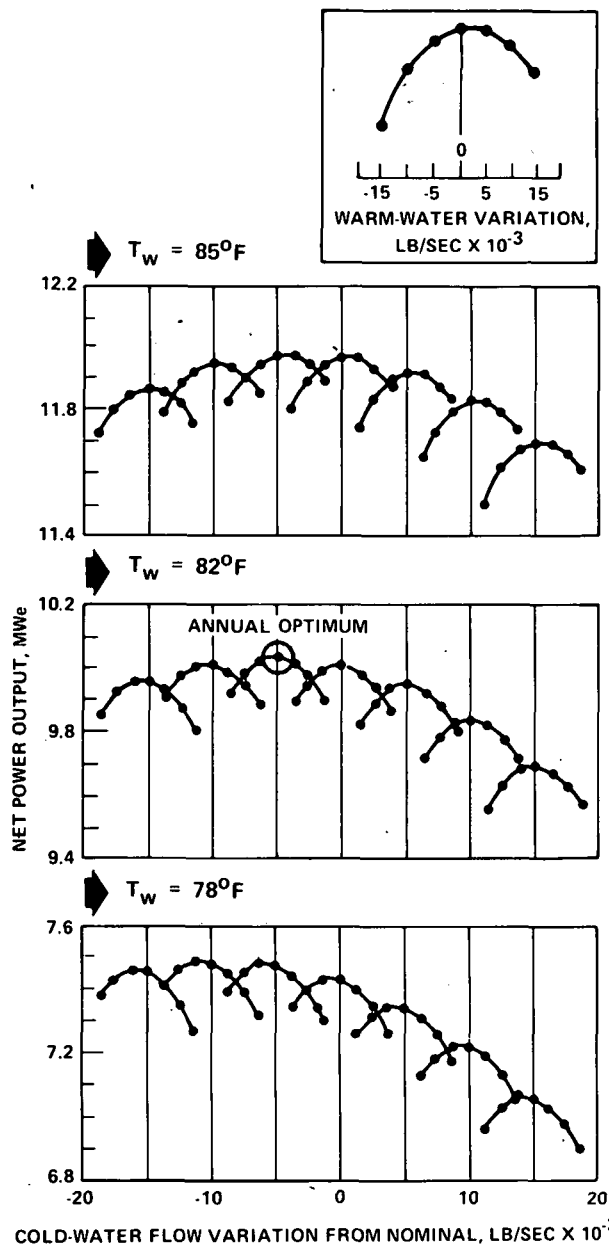 0
-15 -5 5 15
WARM-WATER VARIATION,
LB/SEC X 10-3
TW = 85°F
12.2
11.8
11.4
TW = 82°F
10.2
ANNUAL OPTIMUM
9.8
9.4
NET POWER OUTPUT, MWe
TW = 78°F
7.6
7.2
6.8
-20 -10 0 10 20
COLD-WATER FLOW VARIATION FROM NOMINAL, LB/SEC X 10-